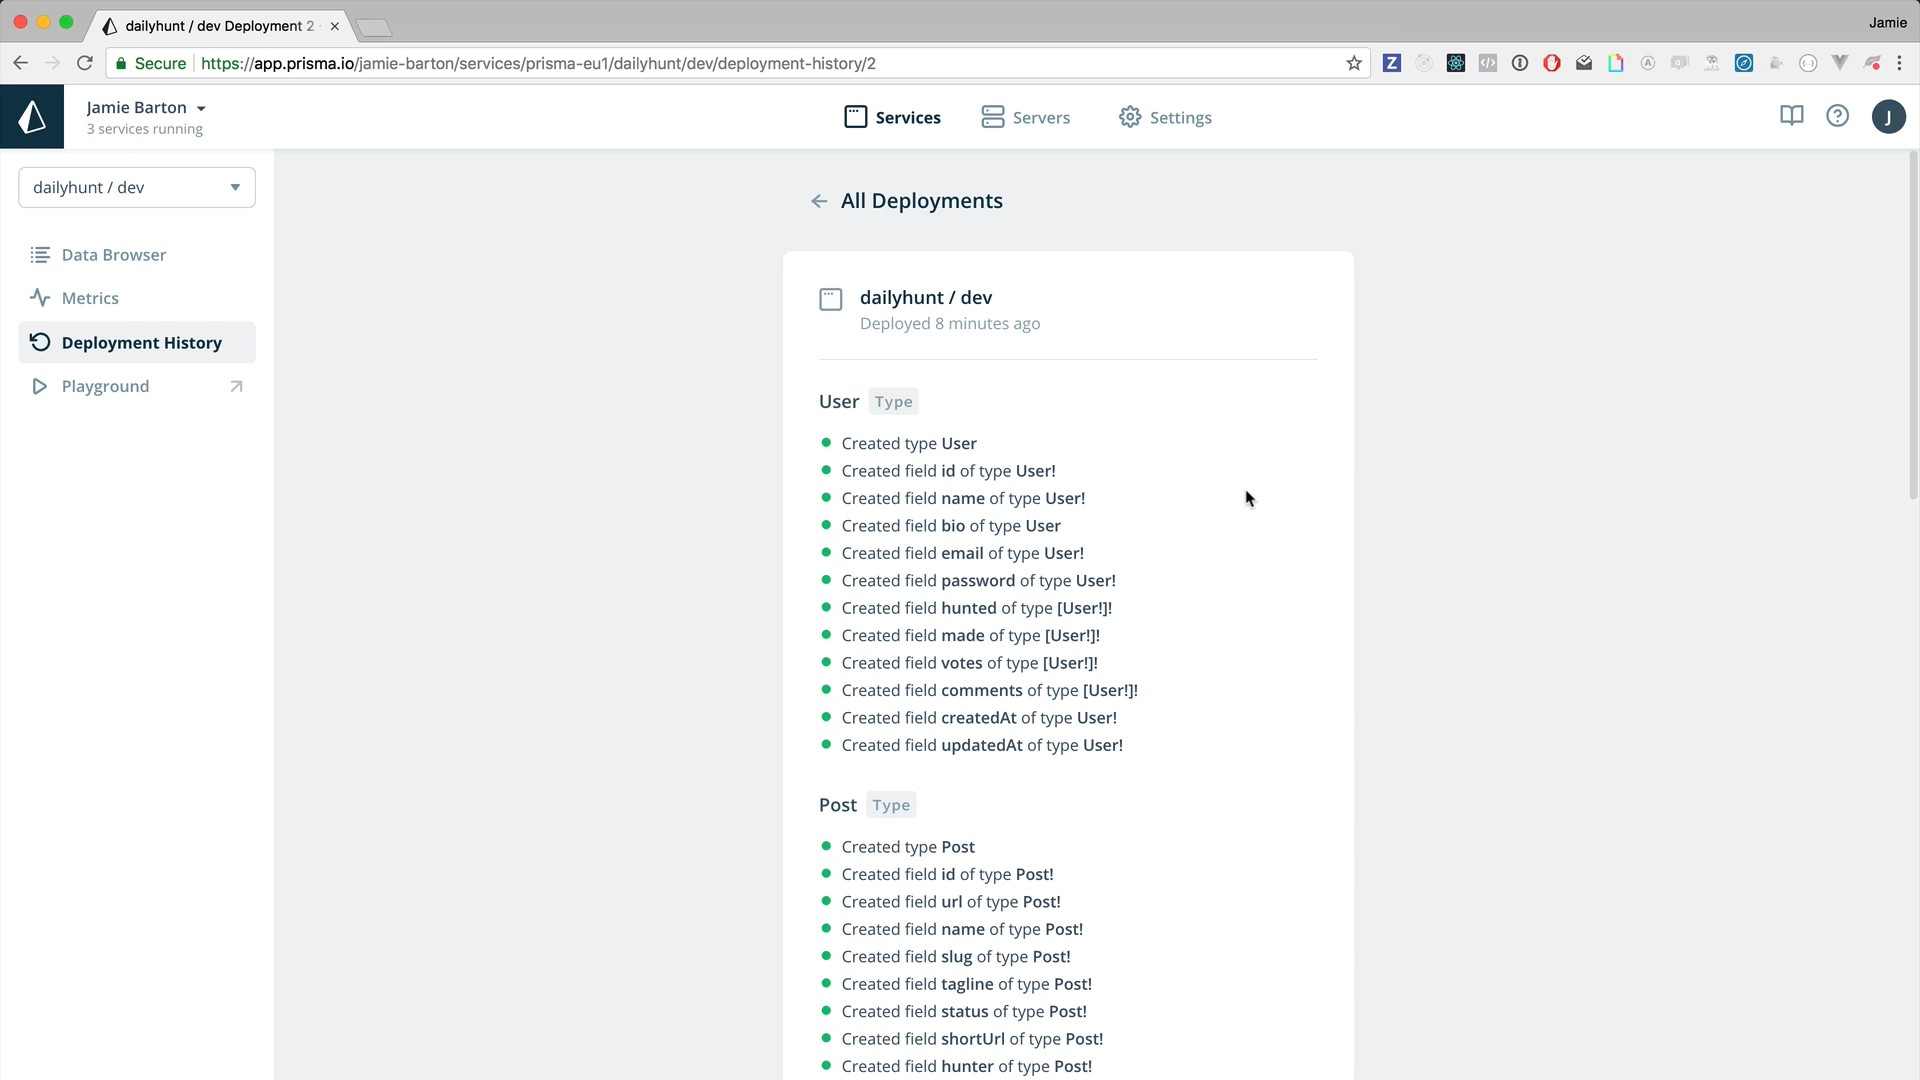 dailyhunt / dev Deployment 2
Jamie
Secure
https://app.prisma.io/jamie-barton/services/prisma-eu1/dailyhunt/dev/deployment-history/2
Jamie Barton
3 services running
Services
Servers
Settings
J
dailyhunt / dev
Data Browser
Metrics
Deployment History
Playground
All Deployments
dailyhunt / dev
Deployed 8 minutes ago
User Type
Created type User
Created field id of type User!
Created field name of type User!
Created field bio of type User
Created field email of type User!
Created field password of type User!
Created field hunted of type [User!]!
Created field made of type [User!]!
Created field votes of type [User!]!
Created field comments of type [User!]!
Created field createdAt of type User!
Created field updatedAt of type User!
Post Type
Created type Post
Created field id of type Post!
Created field url of type Post!
Created field name of type Post!
Created field slug of type Post!
Created field tagline of type Post!
Created field status of type Post!
Created field shortUrl of type Post!
Created field hunter of type Post!